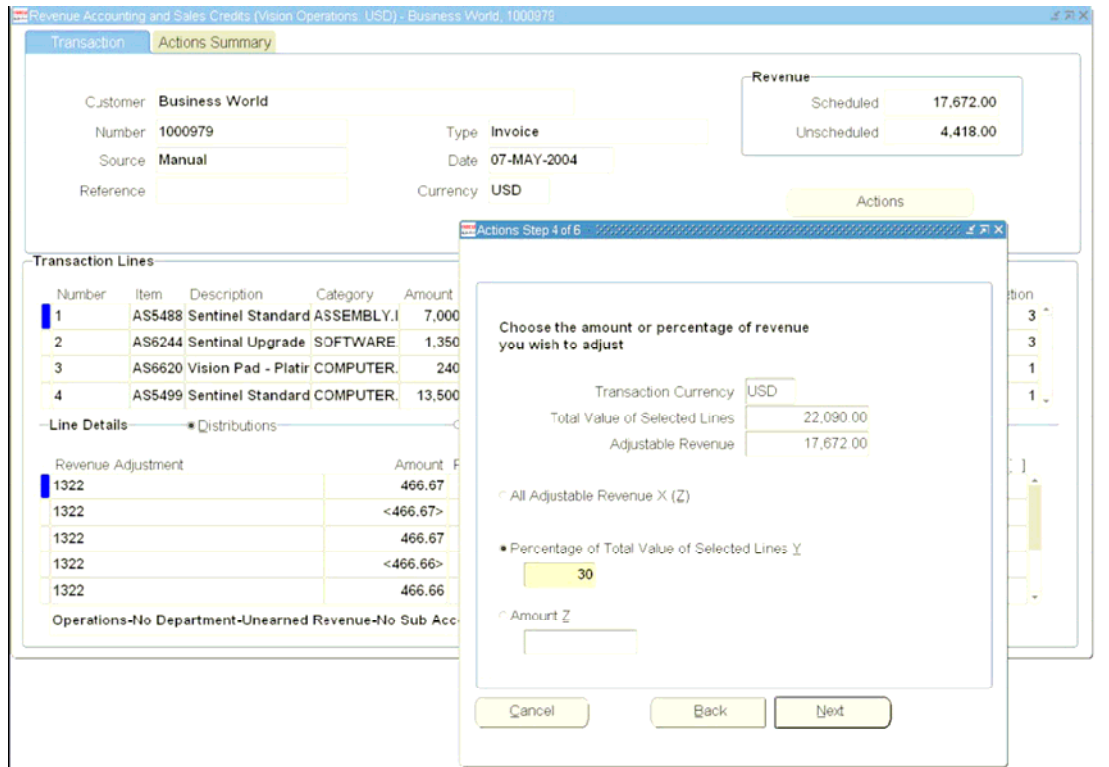 Revenue Accounting and Sales Credits (Vision Operations: USD) - Business World, 1000979
Transaction
Actions Summary
Customer Business World
Number 1000979
Source Manual
Reference
Type Invoice
Date 07-MAY-2004
Currency USD
Revenue
Scheduled 17,672.00
Unscheduled 4,418.00
Actions
Transaction Lines
Number Item Description Category Amount
1 AS5488 Sentinel Standard ASSEMBLY. 7,000 3
2 AS6244 Sentinal Upgrade SOFTWARE. 1,350 3
3 AS6620 Vision Pad - Platir COMPUTER. 240 1
4 AS5499 Sentinel Standard COMPUTER. 13,500 1
Line Details
Distributions
Revenue Adjustment Amount
1322 466.67
1322 <466.67>
1322 466.67
1322 <466.66>
1322 466.66
[ ]
Operations-No Department-Unearned Revenue-No Sub Acc
Actions Step 4 of 6
Choose the amount or percentage of revenue
you wish to adjust
Transaction Currency USD
Total Value of Selected Lines 22,090.00
Adjustable Revenue 17,672.00
All Adjustable Revenue X (Z)
Percentage of Total Value of Selected Lines Y
30
Amount Z
Cancel
Back
Next